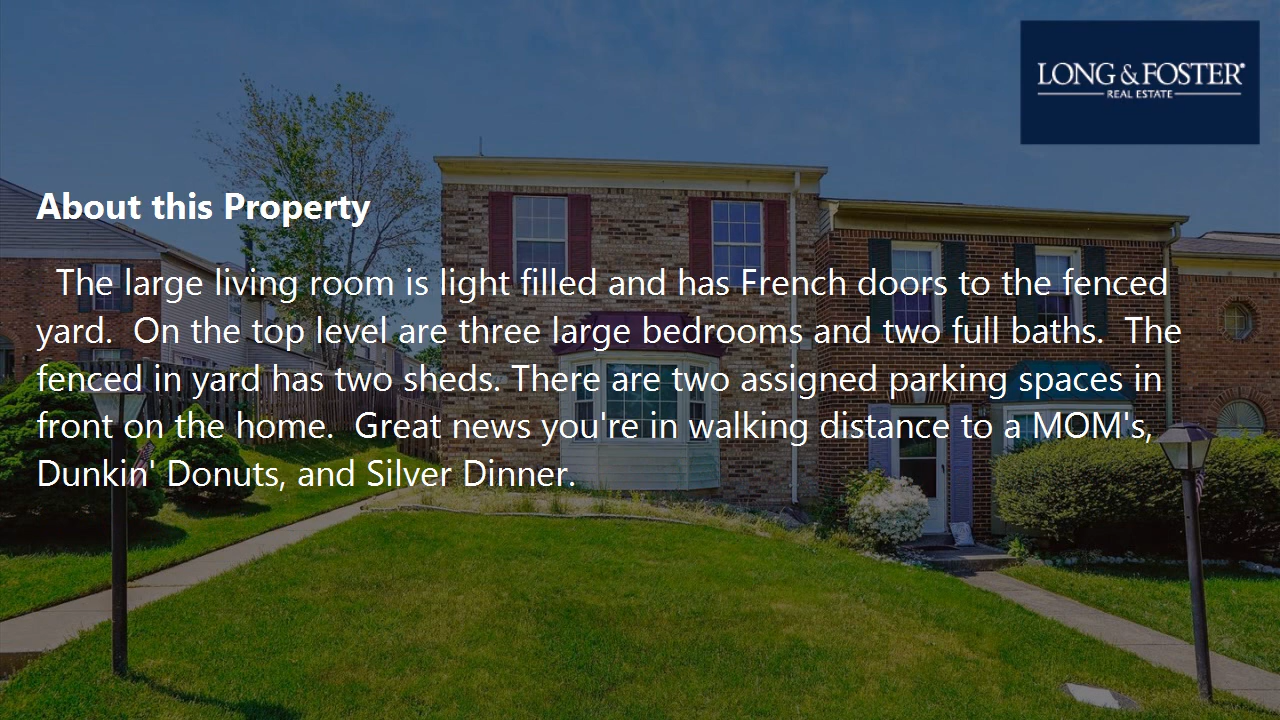 LONG & FOSTER®
REAL ESTATE
About this Property
The large living room is light filled and has French doors to the fenced
yard.  On the top level are three large bedrooms and two full baths.  The
fenced in yard has two sheds. There are two assigned parking spaces in
front on the home.  Great news you're in walking distance to a MOM's,
Dunkin' Donuts, and Silver Dinner.